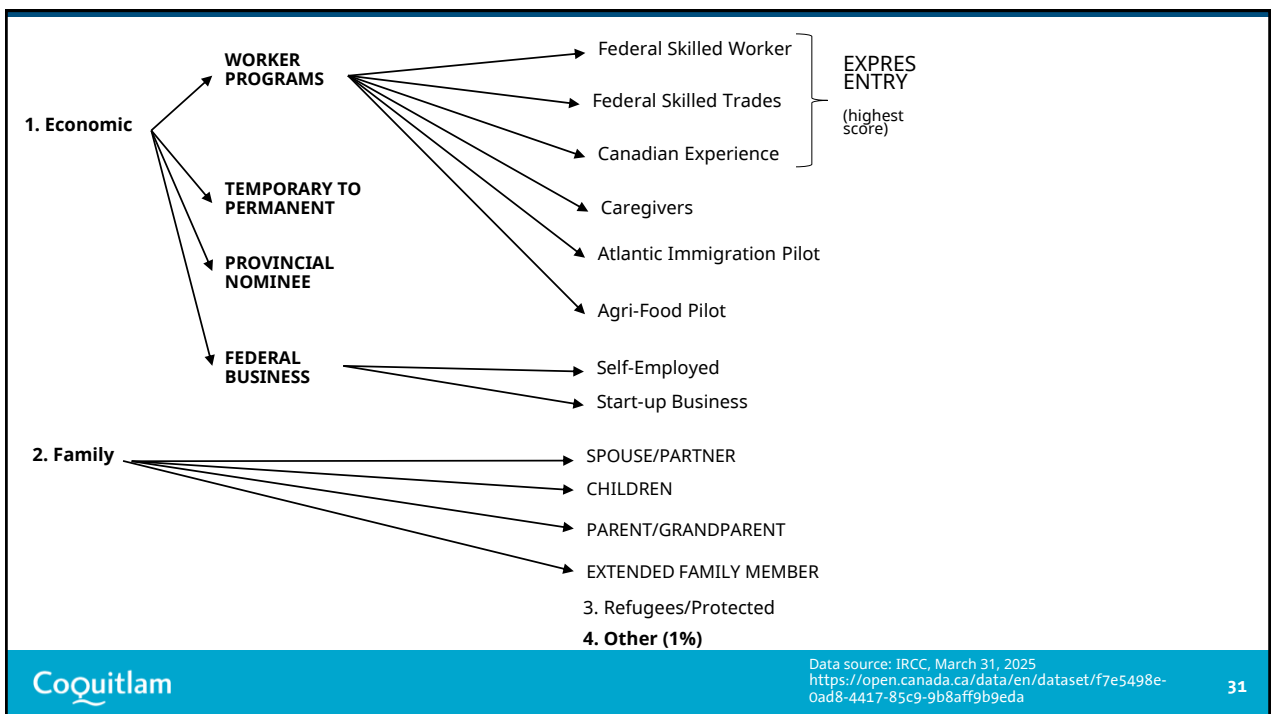 1. Economic
WORKER
PROGRAMS
TEMPORARY TO
PERMANENT
PROVINCIAL
NOMINEE
FEDERAL
BUSINESS
Federal Skilled Worker
Federal Skilled Trades
Canadian Experience
Caregivers
Atlantic Immigration Pilot
Agri-Food Pilot
EXPRES
ENTRY
(highest
score)
Self-Employed
Start-up Business
2. Family
SPOUSE/PARTNER
CHILDREN
PARENT/GRANDPARENT
EXTENDED FAMILY MEMBER
3. Refugees/Protected
4. Other (1%)
Coquitlam
Data source: IRCC, March 31, 2025
https://open.canada.ca/data/en/dataset/f7e5498e-
0ad8-4417-85c9-9b8aff9b9eda
31